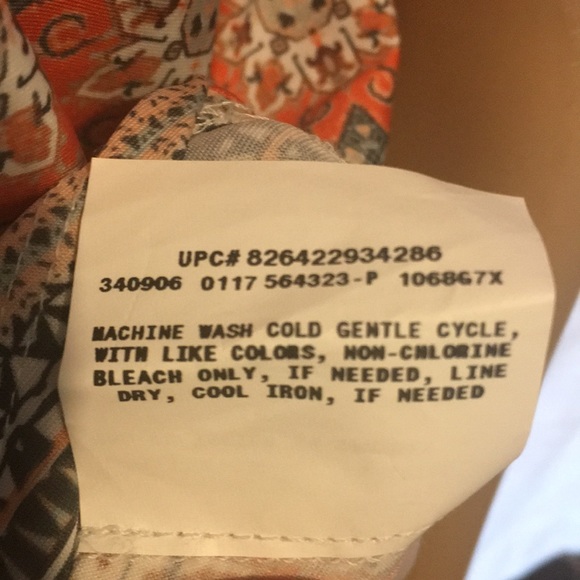 UPC# 826422934286
340906 0117 564323-P 106867X
MACHINE WASH COLD GENTLE CYCLE,
WITH LIKE COLORS, NON-CHLORINE
BLEACH ONLY, IF NEEDED, LINE
DRY, COOL IRON, IF NEEDED